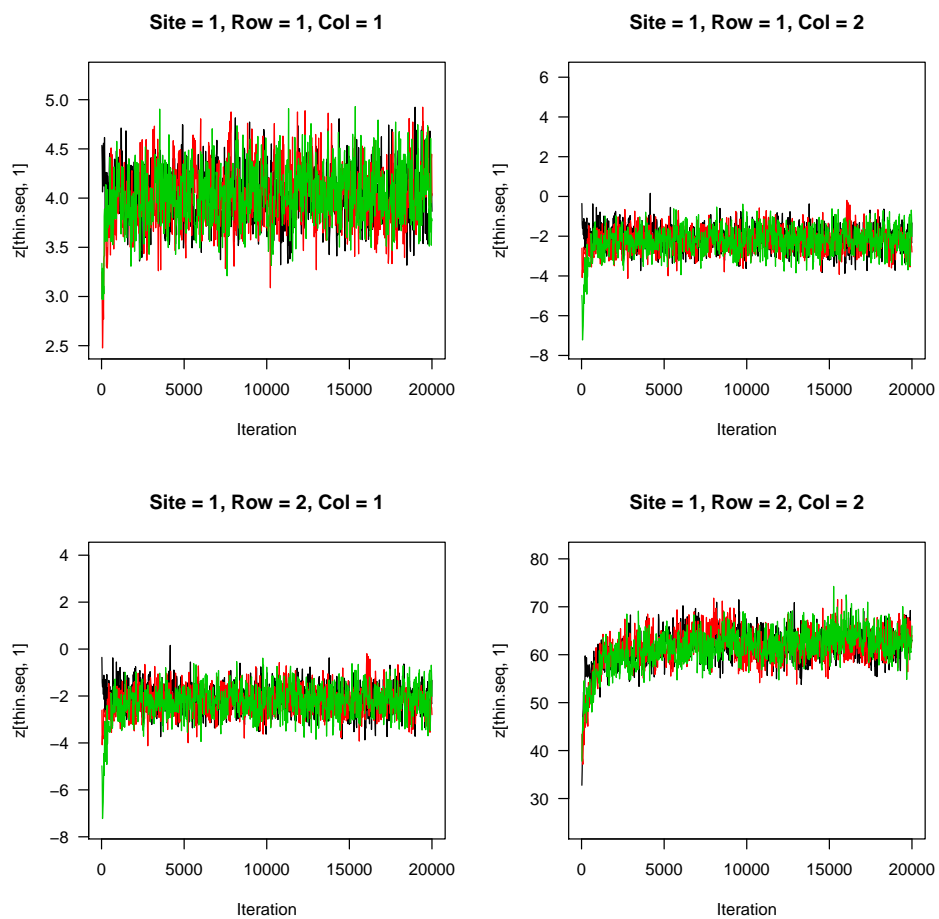 Site = 1, Row = 1, Col = 1
z[thin.seq, 1]
5.0
4.5
4.0
3.5
3.0
2.5
0 5000 10000 15000 20000
Iteration
Site = 1, Row = 1, Col = 2
z[thin.seq, 1]
6
4
2
0
−2
−4
−6
−8
0 5000 10000 15000 20000
Iteration
Site = 1, Row = 2, Col = 1
z[thin.seq, 1]
4
2
0
−2
−4
−6
−8
0 5000 10000 15000 20000
Iteration
Site = 1, Row = 2, Col = 2
z[thin.seq, 1]
80
70
60
50
40
30
0 5000 10000 15000 20000
Iteration